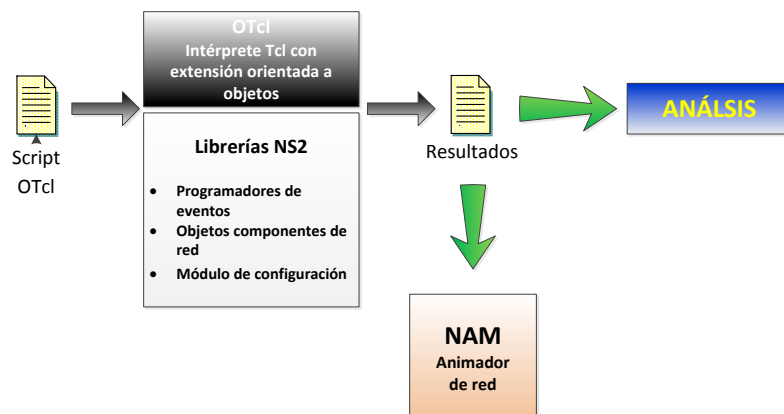 Script
OTcl
OTcl
Intérprete Tcl con
extensión orientada a
objetos
Librerías NS2
• Programadores de
eventos
• Objetos componentes de
red
• Módulo de configuración
Resultados
ANÁLSIS
NAM
Animador
de red